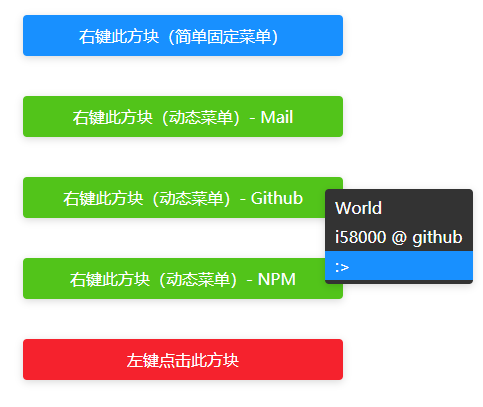 右键此方块（简单固定菜单）
右键此方块（动态菜单）- Mail
右键此方块（动态菜单）- Github
World
i58000 @ github
:>
右键此方块（动态菜单）- NPM
左键点击此方块